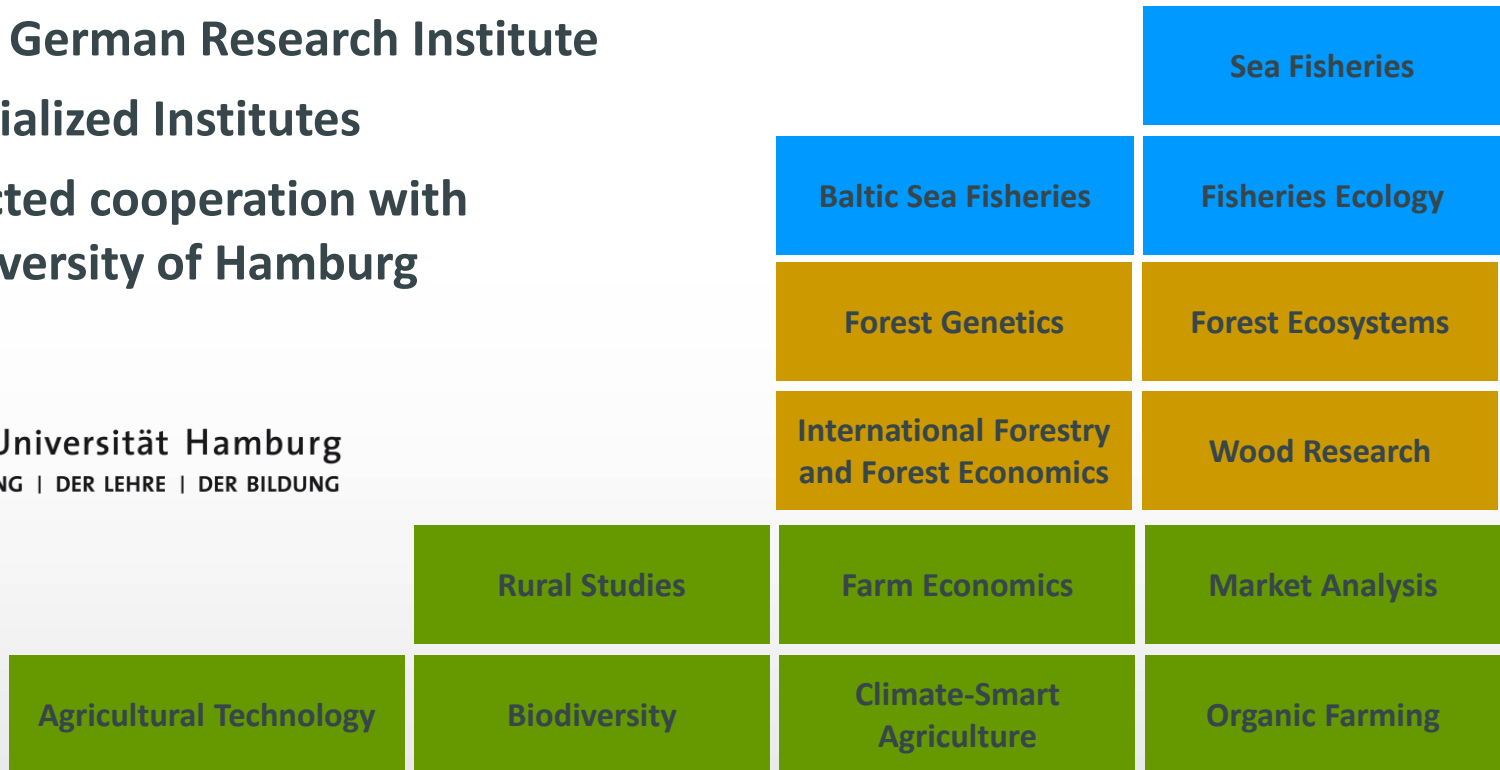 German Research Institute
ialized Institutes
cted cooperation with
versity of Hamburg
Universität Hamburg
NG | DER LEHRE | DER BILDUNG
Sea Fisheries
Baltic Sea Fisheries
Fisheries Ecology
Forest Genetics
Forest Ecosystems
International Forestry
and Forest Economics
Wood Research
Rural Studies
Farm Economics
Market Analysis
Agricultural Technology
Biodiversity
Climate-Smart
Agriculture
Organic Farming